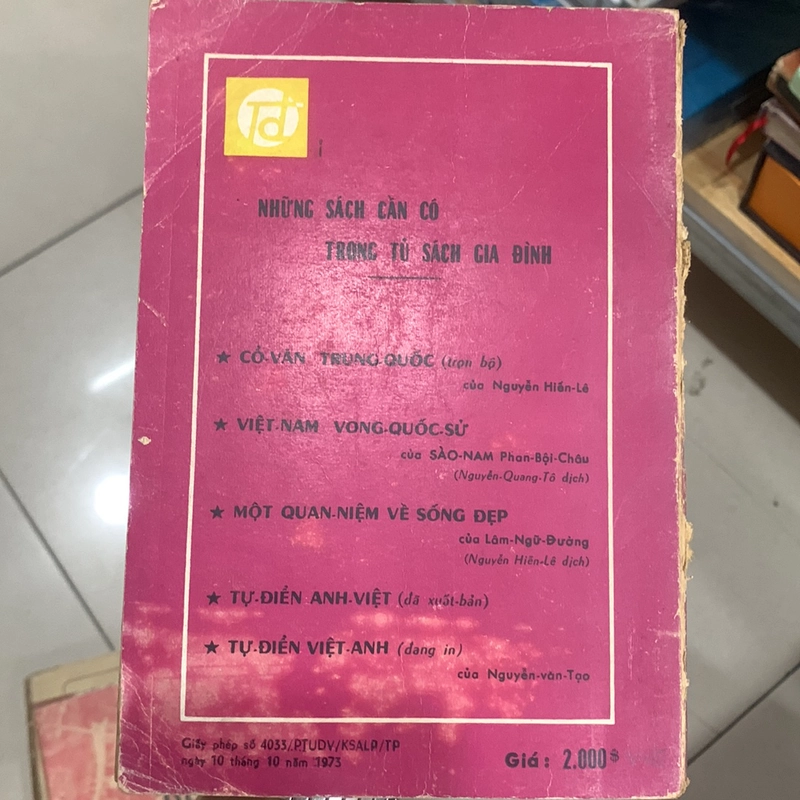 Td
NHỮNG SÁCH CẦN CÓ
TRONG TỦ SÁCH GIA ĐÌNH
★ CỔ-VĂN TRUNG-QUỐC (trọn bộ)
của Nguyễn Hiến-Lê
★ VIỆT-NAM VONG-QUỐC-SỬ
của SÀO-NAM Phan-Bội-Châu
(Nguyễn-Quang-Tô dịch)
★ MỘT QUAN-NIỆM VỀ SỐNG ĐẸP
của Lâm-Ngữ-Đường
(Nguyễn Hiến-Lê dịch)
★ TỰ-ĐIỂN ANH-VIỆT (đã xuất-bản)
★ TỰ-ĐIỂN VIỆT-ANH (đang in)
của Nguyễn-văn-Tạo
Giấy phép số 4033/PTUDV/KSALP/TP
ngày 10 tháng 10 năm 1973
Giá : 2.000$